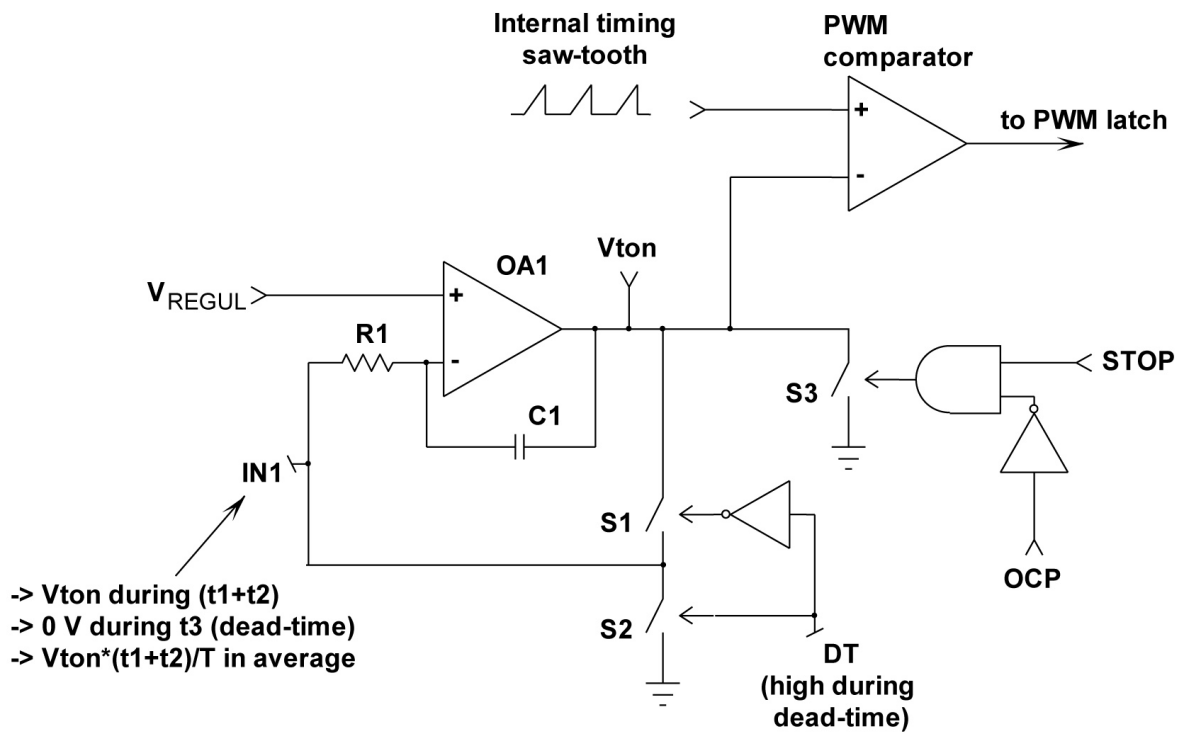 Internal timing
saw-tooth
PWM
comparator
+
-
to PWM latch
Vton
OA1
VREGUL
+
-
R1
C1
S3
STOP
IN1
S1
OCP
-> Vton during (t1+t2)
-> 0 V during t3 (dead-time)
-> Vton*(t1+t2)/T in average
S2
DT
(high during
dead-time)